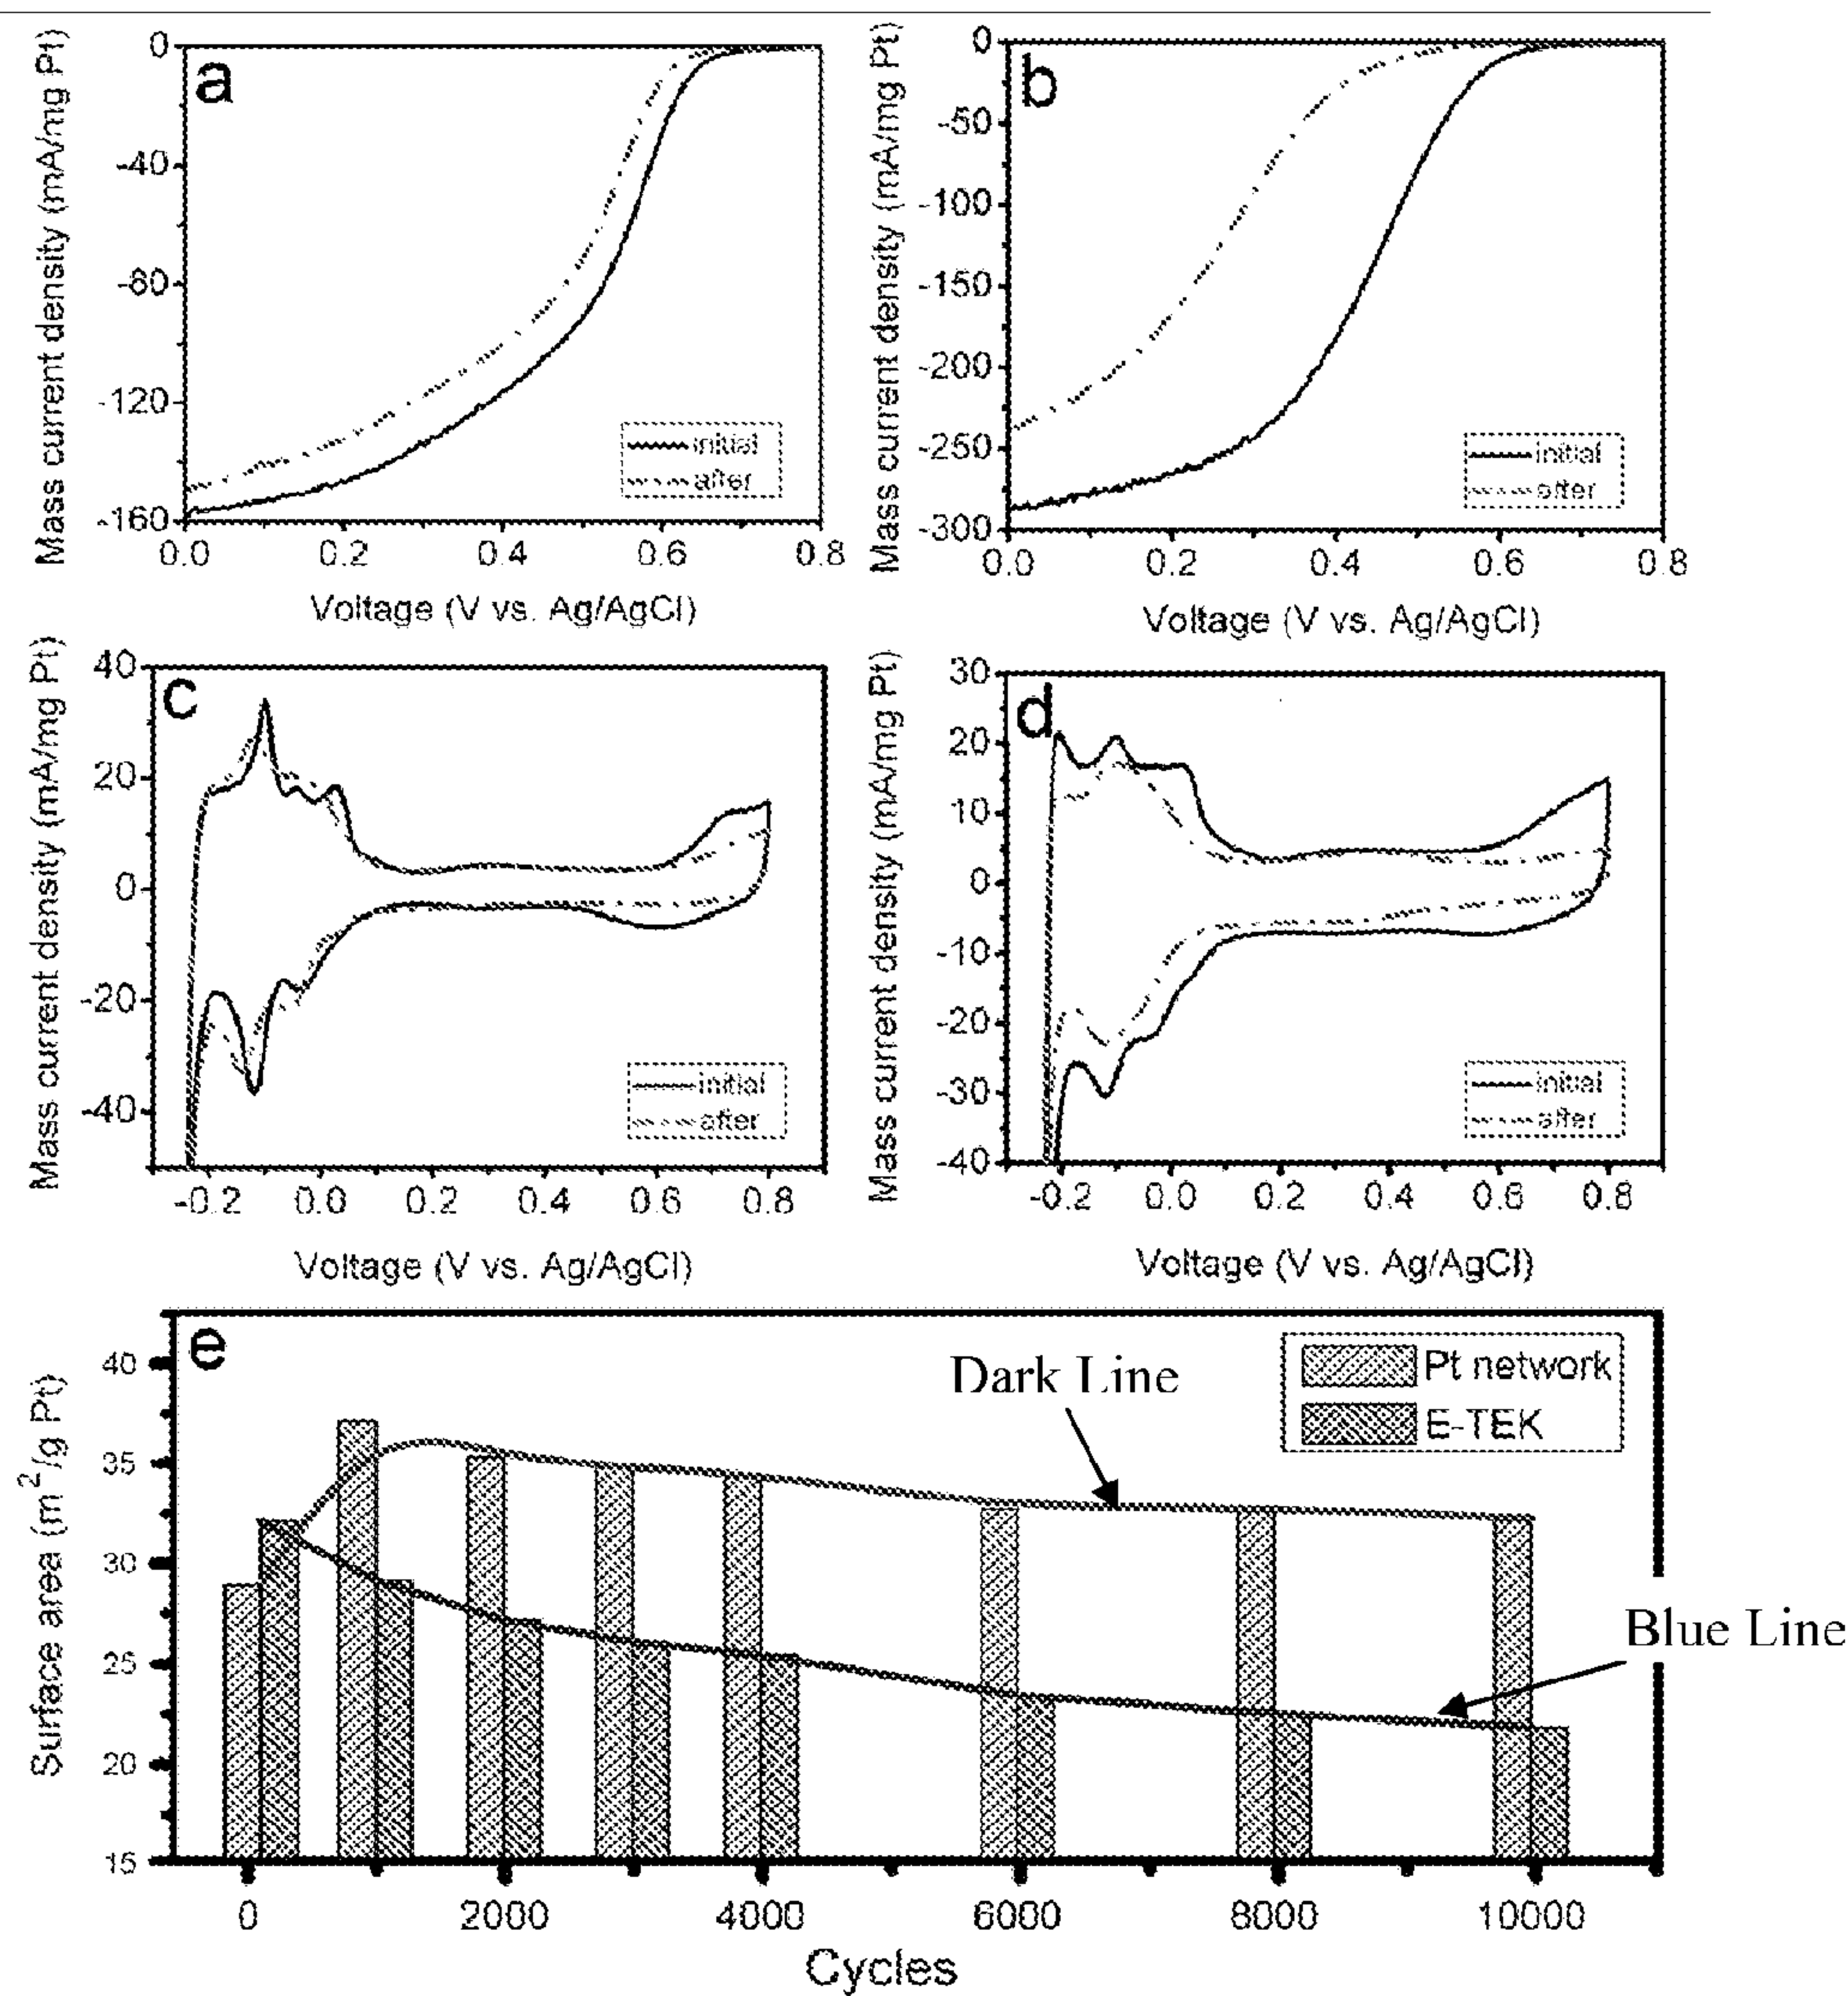 a
Mass current density (mA/mg Pt)
0
-40
-80
-120
-160
0.0 0.2 0.4 0.6 0.8
Voltage (V vs. Ag/AgCl)
initial
after
b
Mass current density (mA/mg Pt)
0
-50
-100
-150
-200
-250
-300
0.0 0.2 0.4 0.6 0.8
Voltage (V vs. Ag/AgCl)
initial
after
c
Mass current density (mA/mg Pt)
40
20
0
-20
-40
-0.2 0.0 0.2 0.4 0.6 0.8
Voltage (V vs. Ag/AgCl)
initial
after
d
Mass current density (mA/mg Pt)
30
20
10
0
-10
-20
-30
-40
-0.2 0.0 0.2 0.4 0.6 0.8
Voltage (V vs. Ag/AgCl)
initial
after
e
Surface area (m²/g Pt)
40
35
30
25
20
15
Dark Line
Pt network
E-TEK
Blue Line
0 2000 4000 6000 8000 10000
Cycles